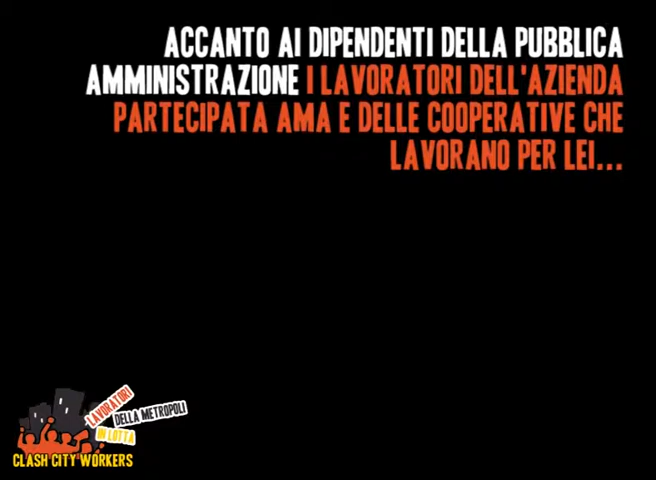 ACCANTO AI DIPENDENTI DELLA PUBBLICA
AMMINISTRAZIONE I LAVORATORI DELL'AZIENDA
PARTECIPATA AMA E DELLE COOPERATIVE CHE
LAVORANO PER LEI...
LAVORATORI
DELLA METROPOLI
IN LOTTA
CLASH CITY WORKERS